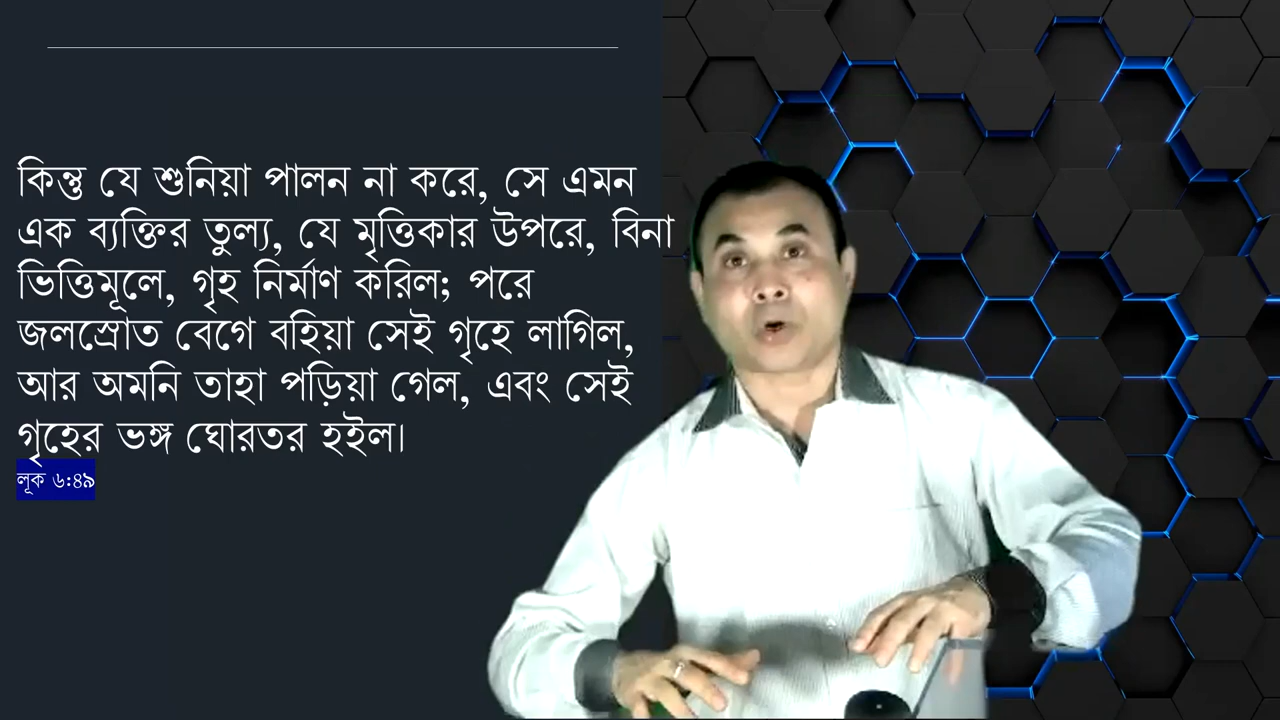 কিন্তু যে শুনিয়া পালন না করে, সে এমন
এক ব্যক্তির তুল্য, যে মৃত্তিকার উপরে, বিনা
ভিত্তিমূলে, গৃহ নির্মাণ করিল; পরে
জলস্রোত বেগে বহিয়া সেই গৃহে লাগিল,
আর অমনি তাহা পড়িয়া গেল, এবং সেই
গৃহের ভঙ্গ ঘোরতর হইল।
লূক ৬:৪৯